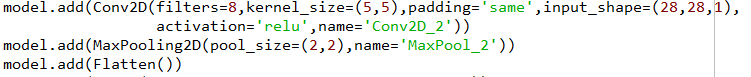 model.add(Conv2D(filters=8,kernel_size=(5,5),padding='same',input_shape=(28,28,1),
activation='relu',name='Conv2D_2'))
model.add(MaxPooling2D(pool_size=(2,2),name='MaxPool_2'))
model.add(Flatten())